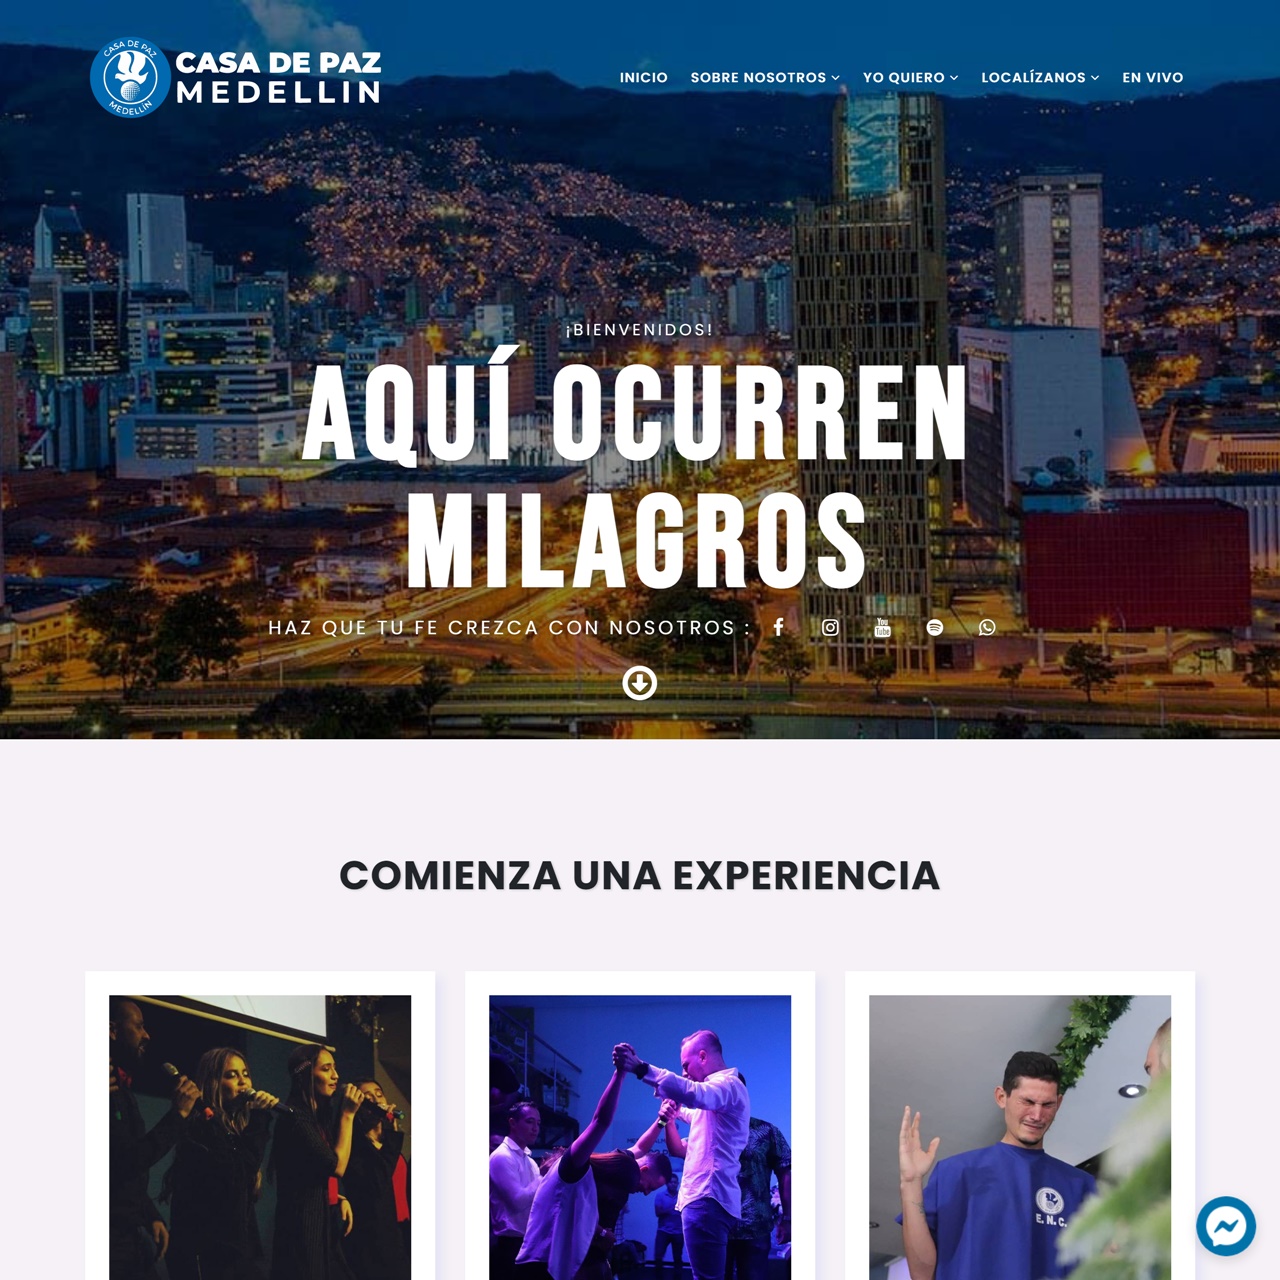 CASA DE PAZ
MEDELLÍN
CASA DE PAZ
MEDELLIN
INICIO
SOBRE NOSOTROS
YO QUIERO
LOCALÍZANOS
EN VIVO
¡BIENVENIDOS!
AQUÍ OCURREN
MILAGROS
HAZ QUE TU FE CREZCA CON NOSOTROS :
You
Tube
COMIENZA UNA EXPERIENCIA
E. N. C.